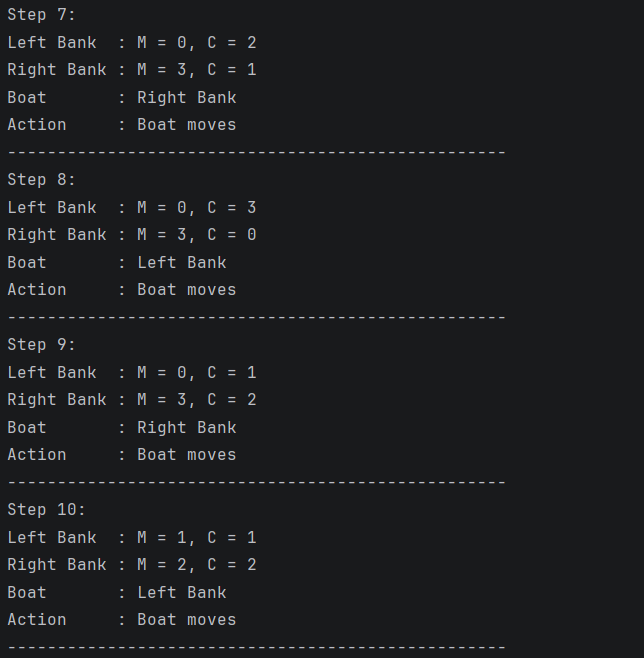 Step 7:
Left Bank  : M = 0, C = 2
Right Bank : M = 3, C = 1
Boat       : Right Bank
Action     : Boat moves
--------------------------------------------------
Step 8:
Left Bank  : M = 0, C = 3
Right Bank : M = 3, C = 0
Boat       : Left Bank
Action     : Boat moves
--------------------------------------------------
Step 9:
Left Bank  : M = 0, C = 1
Right Bank : M = 3, C = 2
Boat       : Right Bank
Action     : Boat moves
--------------------------------------------------
Step 10:
Left Bank  : M = 1, C = 1
Right Bank : M = 2, C = 2
Boat       : Left Bank
Action     : Boat moves
--------------------------------------------------